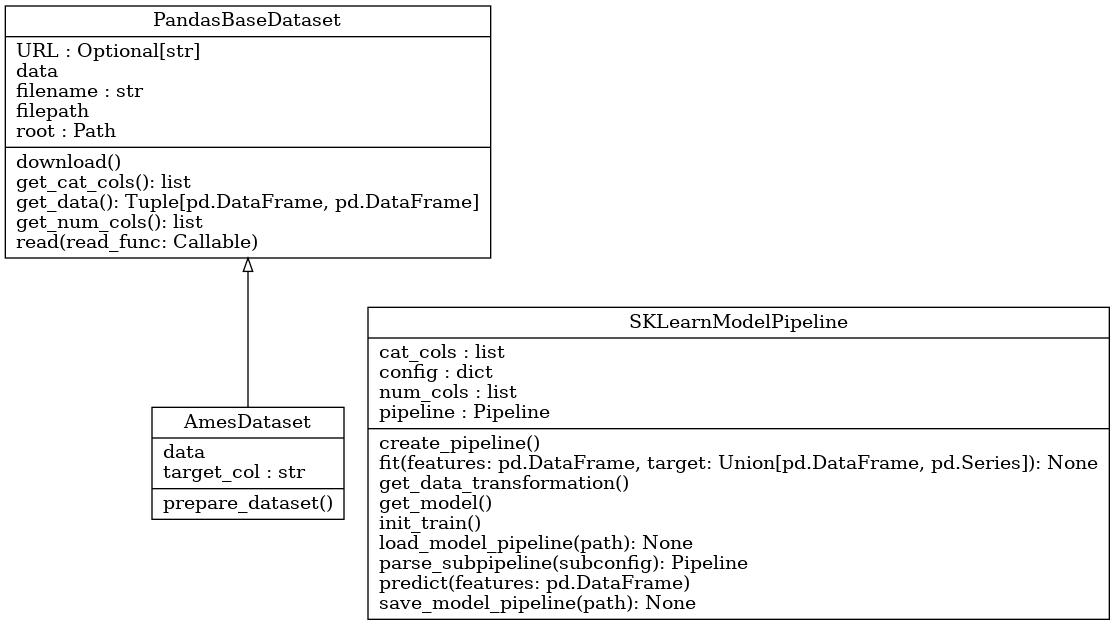 PandasBaseDataset
URL : Optional[str]
data
filename : str
filepath
root : Path
download()
get_cat_cols(): list
get_data(): Tuple[pd.DataFrame, pd.DataFrame]
get_num_cols(): list
read(read_func: Callable)
AmesDataset
data
target_col : str
prepare_dataset()
SKLearnModelPipeline
cat_cols : list
config : dict
num_cols : list
pipeline : Pipeline
create_pipeline()
fit(features: pd.DataFrame, target: Union[pd.DataFrame, pd.Series]): None
get_data_transformation()
get_model()
init_train()
load_model_pipeline(path): None
parse_subpipeline(subconfig): Pipeline
predict(features: pd.DataFrame)
save_model_pipeline(path): None